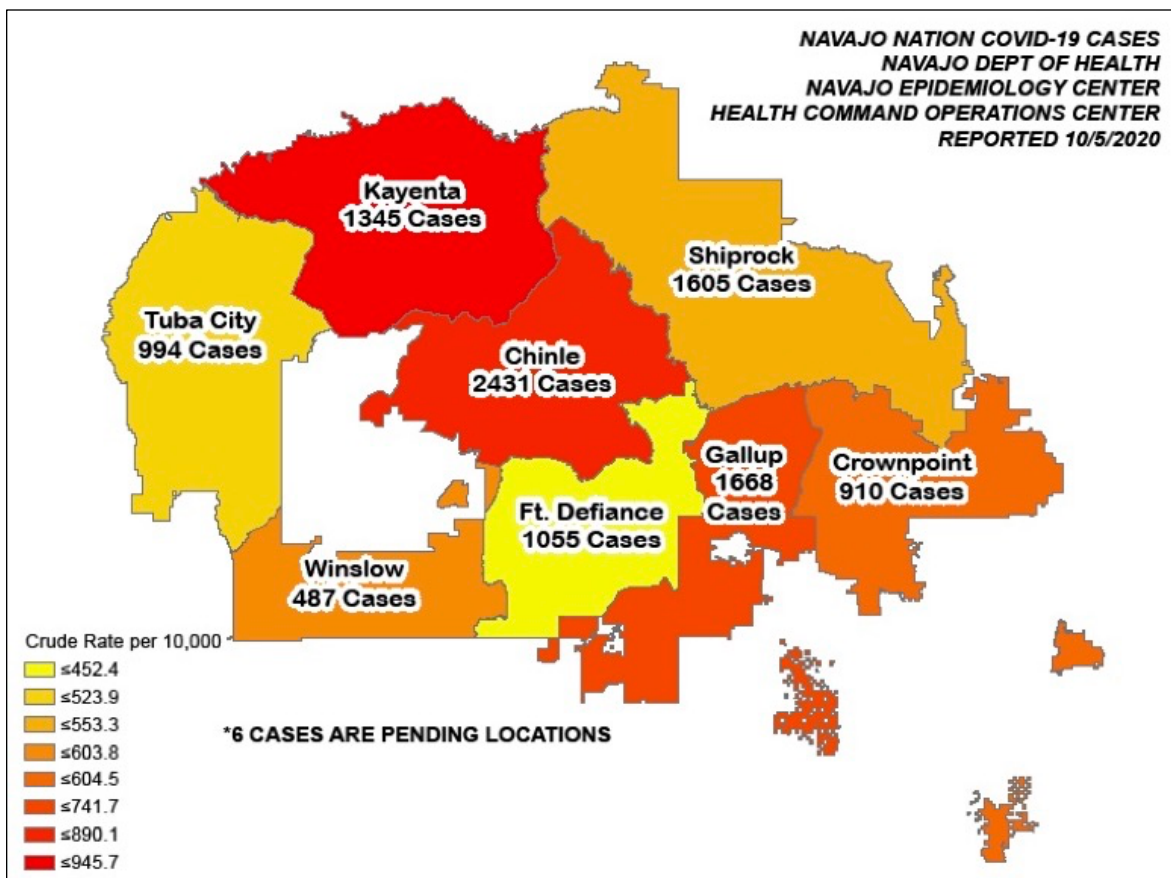 NAVAJO NATION COVID-19 CASES
NAVAJO DEPT OF HEALTH
NAVAJO EPIDEMIOLOGY CENTER
HEALTH COMMAND OPERATIONS CENTER
REPORTED 10/5/2020
Kayenta
1345 Cases
Shiprock
1605 Cases
Tuba City
994 Cases
Chinle
2431 Cases
Gallup
1668
Cases
Crownpoint
910 Cases
Ft. Defiance
1055 Cases
Winslow
487 Cases
Crude Rate per 10,000
≤452.4
≤523.9
≤553.3
≤603.8
≤604.5
≤741.7
≤890.1
≤945.7
*6 CASES ARE PENDING LOCATIONS